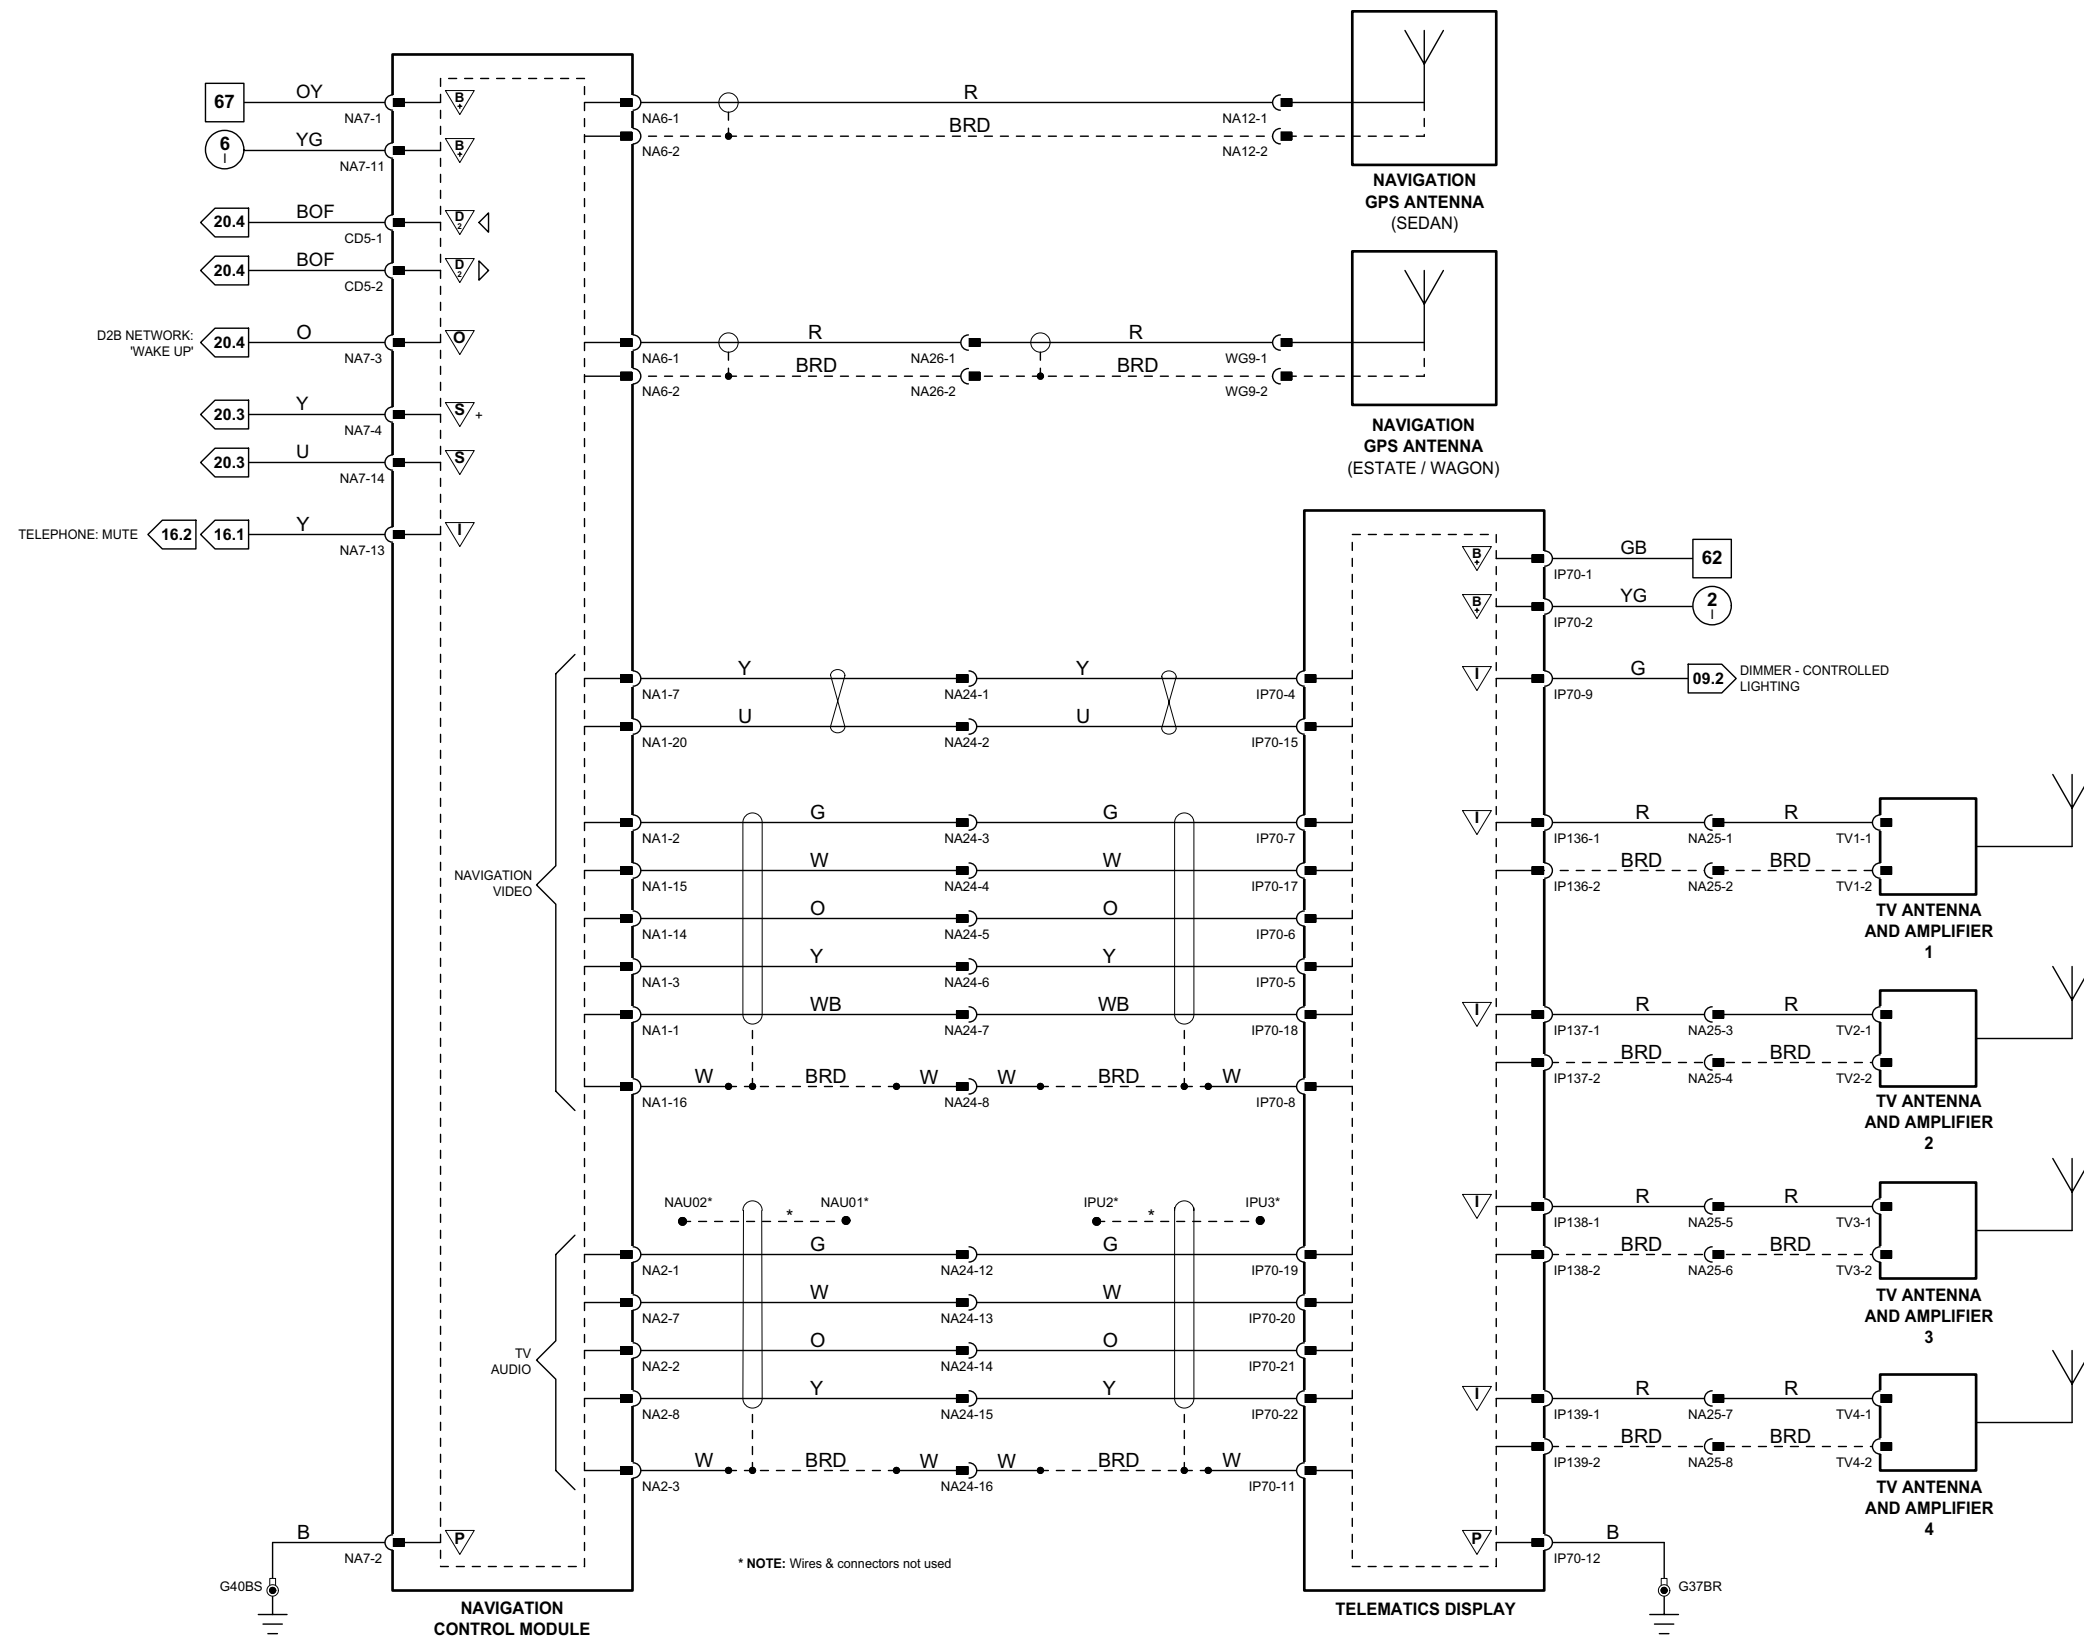 67
OY
NA7-1
B
+
6
I
YG
NA7-11
B
+
20.4
BOF
CD5-1
D
2
20.4
BOF
CD5-2
D
2
D2B NETWORK:
'WAKE UP'
20.4
O
NA7-3
O
20.3
Y
NA7-4
S
+
20.3
U
NA7-14
S
TELEPHONE: MUTE
16.2
16.1
Y
NA7-13
I
NA6-1
R
NA12-1
NA6-2
BRD
NA12-2
NAVIGATION
GPS ANTENNA
(SEDAN)
NA6-1
R
NA26-1
R
WG9-1
NA6-2
BRD
NA26-2
BRD
WG9-2
NAVIGATION
GPS ANTENNA
(ESTATE / WAGON)
B
+
IP70-1
GB
62
B
+
IP70-2
YG
2
I
I
IP70-9
G
09.2
DIMMER - CONTROLLED
LIGHTING
NAVIGATION
VIDEO
NA1-7
Y
NA24-1
Y
IP70-4
NA1-20
U
NA24-2
U
IP70-15
NA1-2
G
NA24-3
G
IP70-7
NA1-15
W
NA24-4
W
IP70-17
NA1-14
O
NA24-5
O
IP70-6
NA1-3
Y
NA24-6
Y
IP70-5
NA1-1
WB
NA24-7
WB
IP70-18
NA1-16
W
BRD
W
NA24-8
W
BRD
W
IP70-8
NAU02*
*
NAU01*
IPU2*
*
IPU3*
TV
AUDIO
NA2-1
G
NA24-12
G
IP70-19
NA2-7
W
NA24-13
W
IP70-20
NA2-2
O
NA24-14
O
IP70-21
NA2-8
Y
NA24-15
Y
IP70-22
NA2-3
W
BRD
W
NA24-16
W
BRD
W
IP70-11
I
IP136-1
R
NA25-1
R
TV1-1
IP136-2
BRD
NA25-2
BRD
TV1-2
TV ANTENNA
AND AMPLIFIER
1
I
IP137-1
R
NA25-3
R
TV2-1
IP137-2
BRD
NA25-4
BRD
TV2-2
TV ANTENNA
AND AMPLIFIER
2
I
IP138-1
R
NA25-5
R
TV3-1
IP138-2
BRD
NA25-6
BRD
TV3-2
TV ANTENNA
AND AMPLIFIER
3
I
IP139-1
R
NA25-7
R
TV4-1
IP139-2
BRD
NA25-8
BRD
TV4-2
TV ANTENNA
AND AMPLIFIER
4
B
NA7-2
P
G40BS
* NOTE: Wires & connectors not used
P
IP70-12
B
G37BR
NAVIGATION
CONTROL MODULE
TELEMATICS DISPLAY